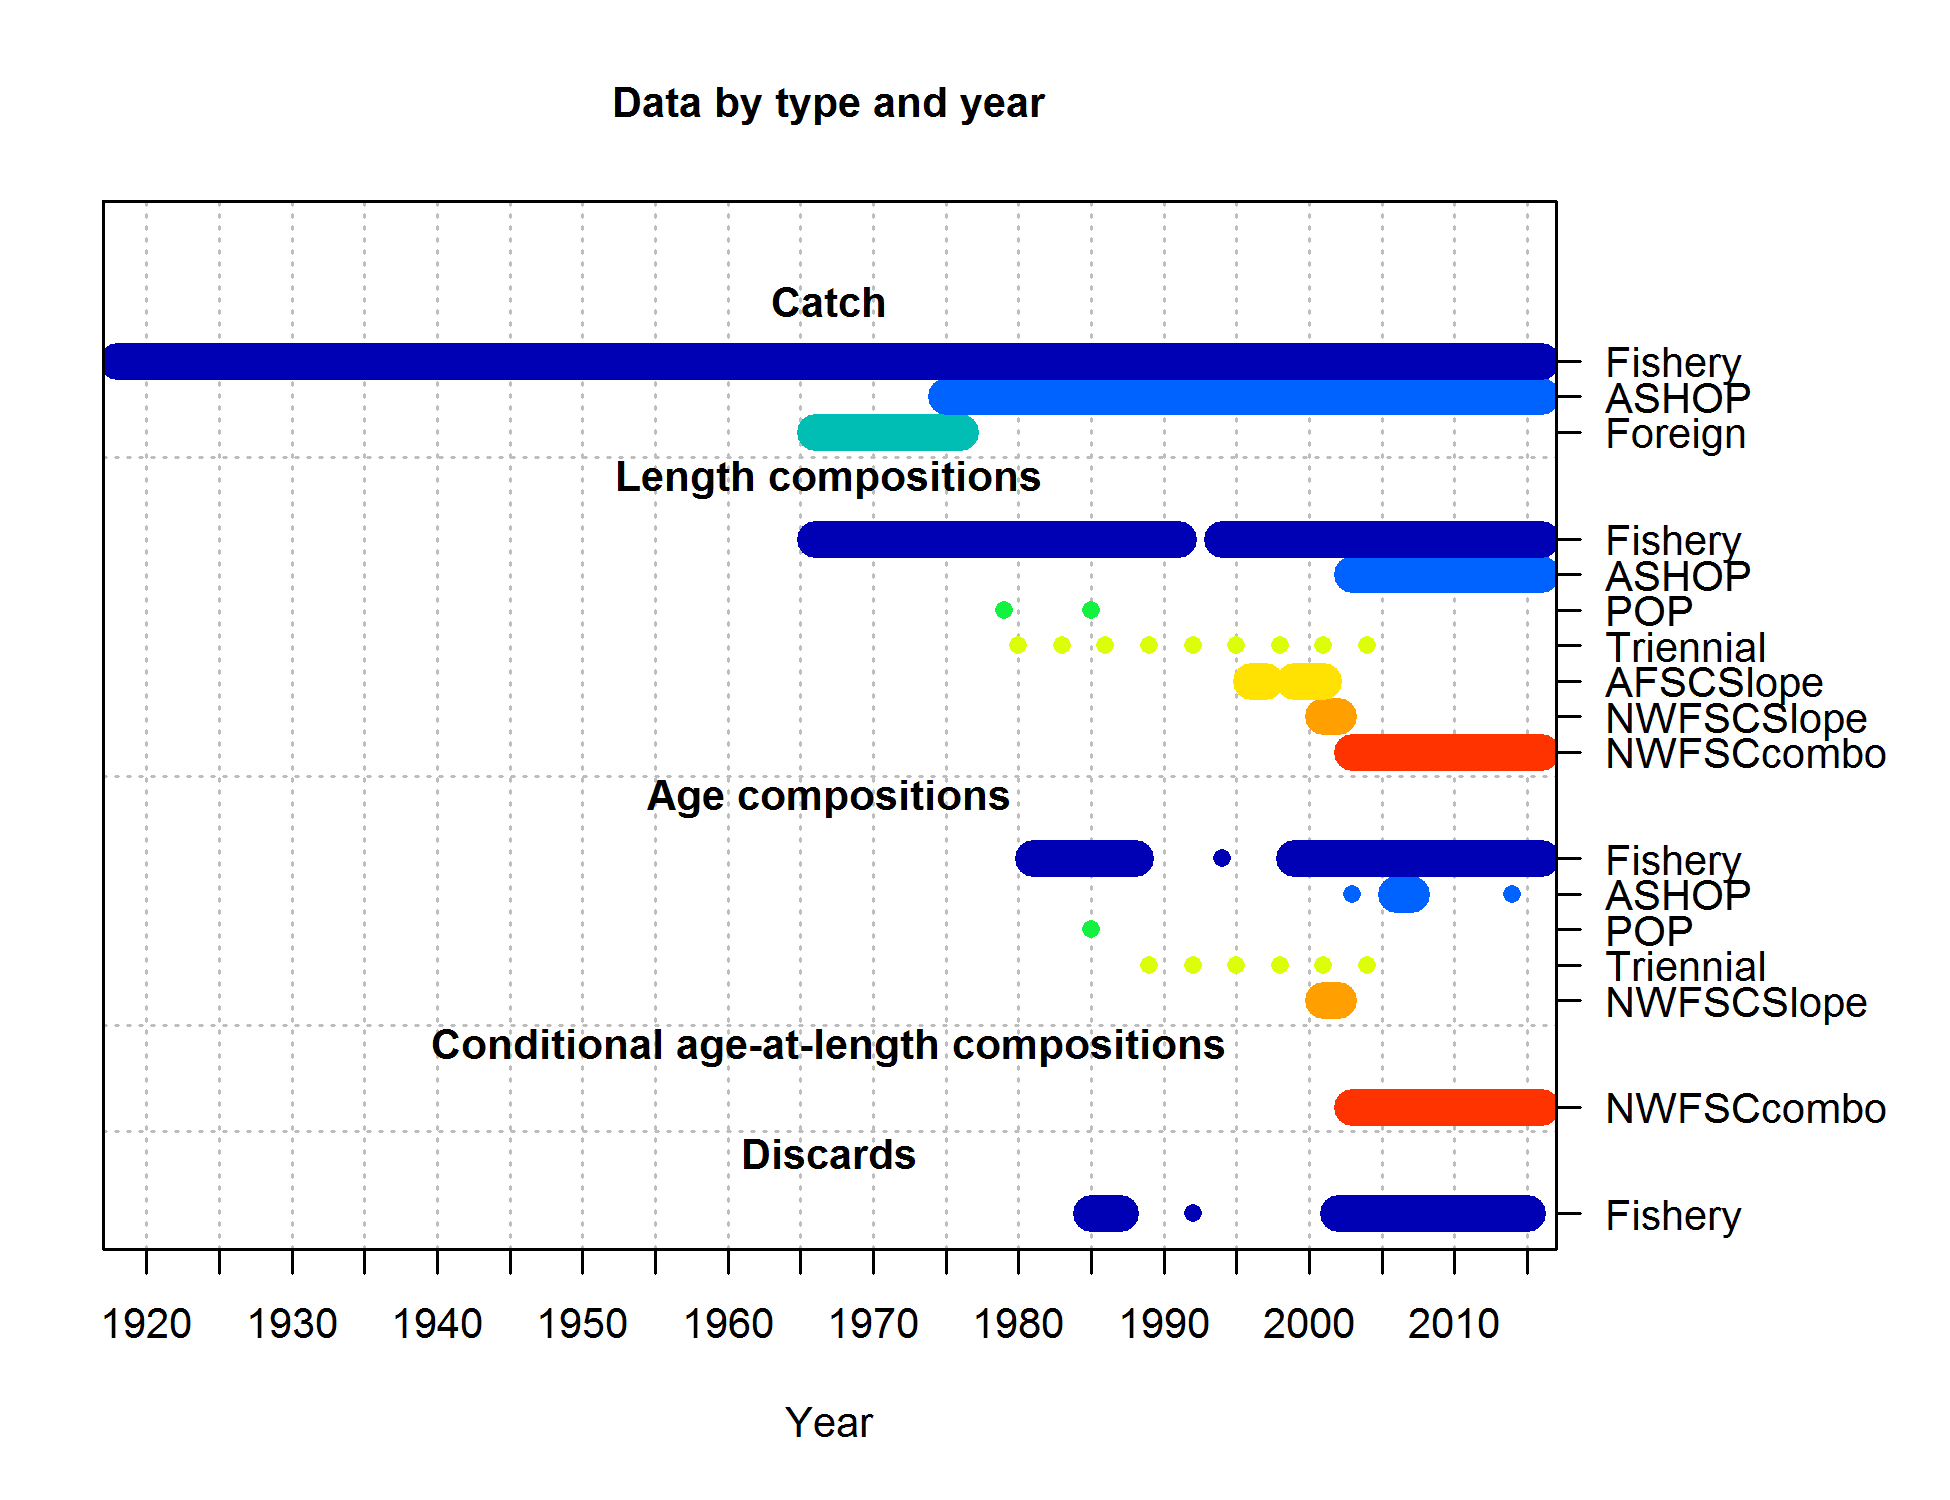 Data by type and year
Catch
Fishery
ASHOP
Foreign
Length compositions
Fishery
ASHOP
POP
Triennial
AFSCSlope
NWFSCSlope
NWFSCcombo
Age compositions
Fishery
ASHOP
POP
Triennial
NWFSCSlope
Conditional age-at-length compositions
NWFSCcombo
Discards
Fishery
1920 1930 1940 1950 1960 1970 1980 1990 2000 2010
Year